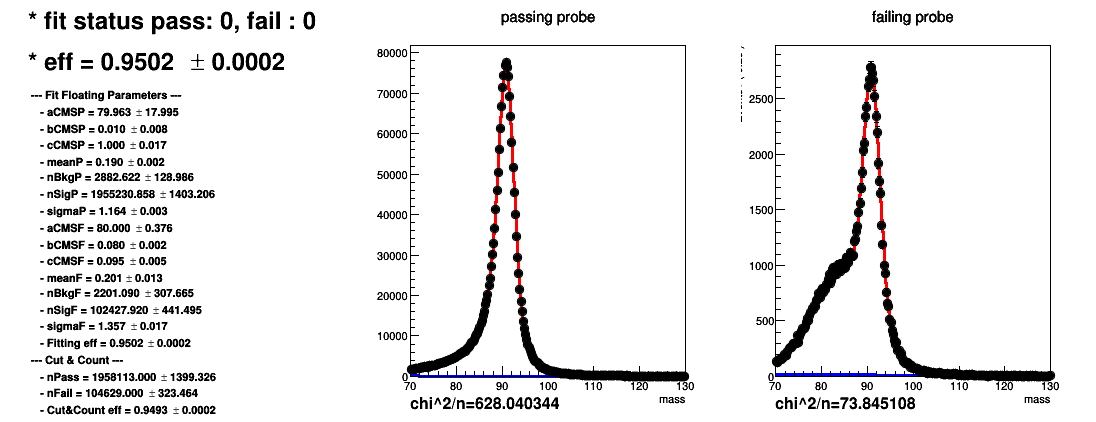 * fit status pass: 0, fail : 0
* eff = 0.9502 ± 0.0002
--- Fit Floating Parameters ---
- aCMSP = 79.963 ± 17.995
- bCMSP = 0.010 ± 0.008
- cCMSP = 1.000 ± 0.017
- meanP = 0.190 ± 0.002
- nBkgP = 2882.622 ± 128.986
- nSigP = 1955230.858 ± 1403.206
- sigmaP = 1.164 ± 0.003
- aCMSF = 80.000 ± 0.376
- bCMSF = 0.080 ± 0.002
- cCMSF = 0.095 ± 0.005
- meanF = 0.201 ± 0.013
- nBkgF = 2201.090 ± 307.665
- nSigF = 102427.920 ± 441.495
- sigmaF = 1.357 ± 0.017
- Fitting eff = 0.9502 ± 0.0002
--- Cut & Count ---
- nPass = 1958113.000 ± 1399.326
- nFail = 104629.000 ± 323.464
- Cut&Count eff = 0.9493 ± 0.0002
passing probe
80000
70000
60000
50000
40000
30000
20000
10000
0
70 80 90 100 110 120 130
mass
chi^2/n=628.040344
failing probe
2500
2000
1500
1000
500
0
70 80 90 100 110 120 130
mass
chi^2/n=73.845108